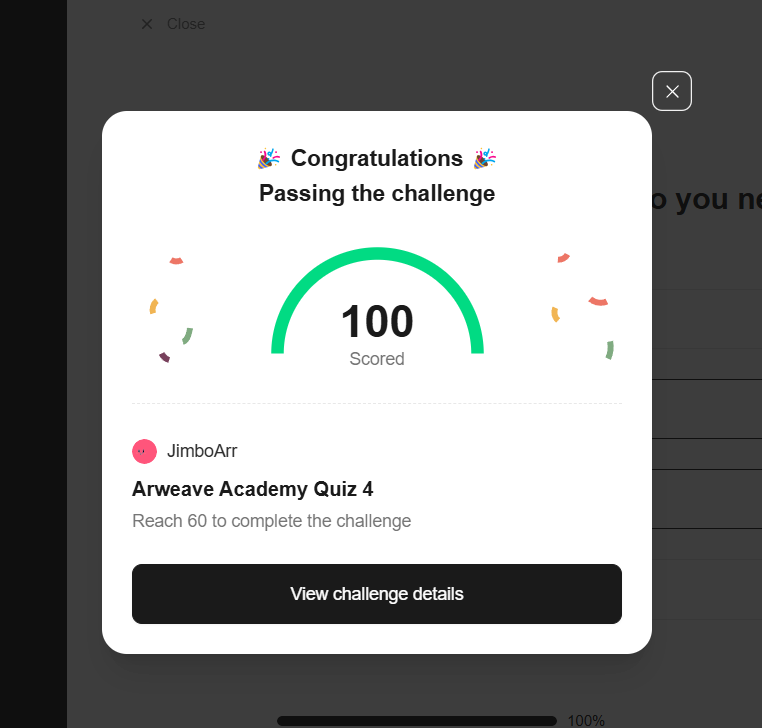 Close
o you ne
Congratulations
Passing the challenge
100
Scored
JimboArr
Arweave Academy Quiz 4
Reach 60 to complete the challenge
View challenge details
100%